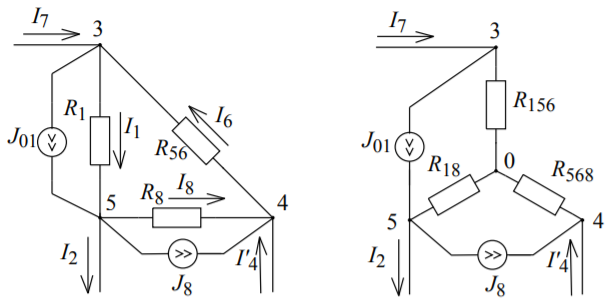 I7 3
J01 R1 I1 R56 I6
5 R8 I8 4
I2 J8 I'4
I7 3
J01 R156
R18 0 R568
5 4
I2 J8 I'4